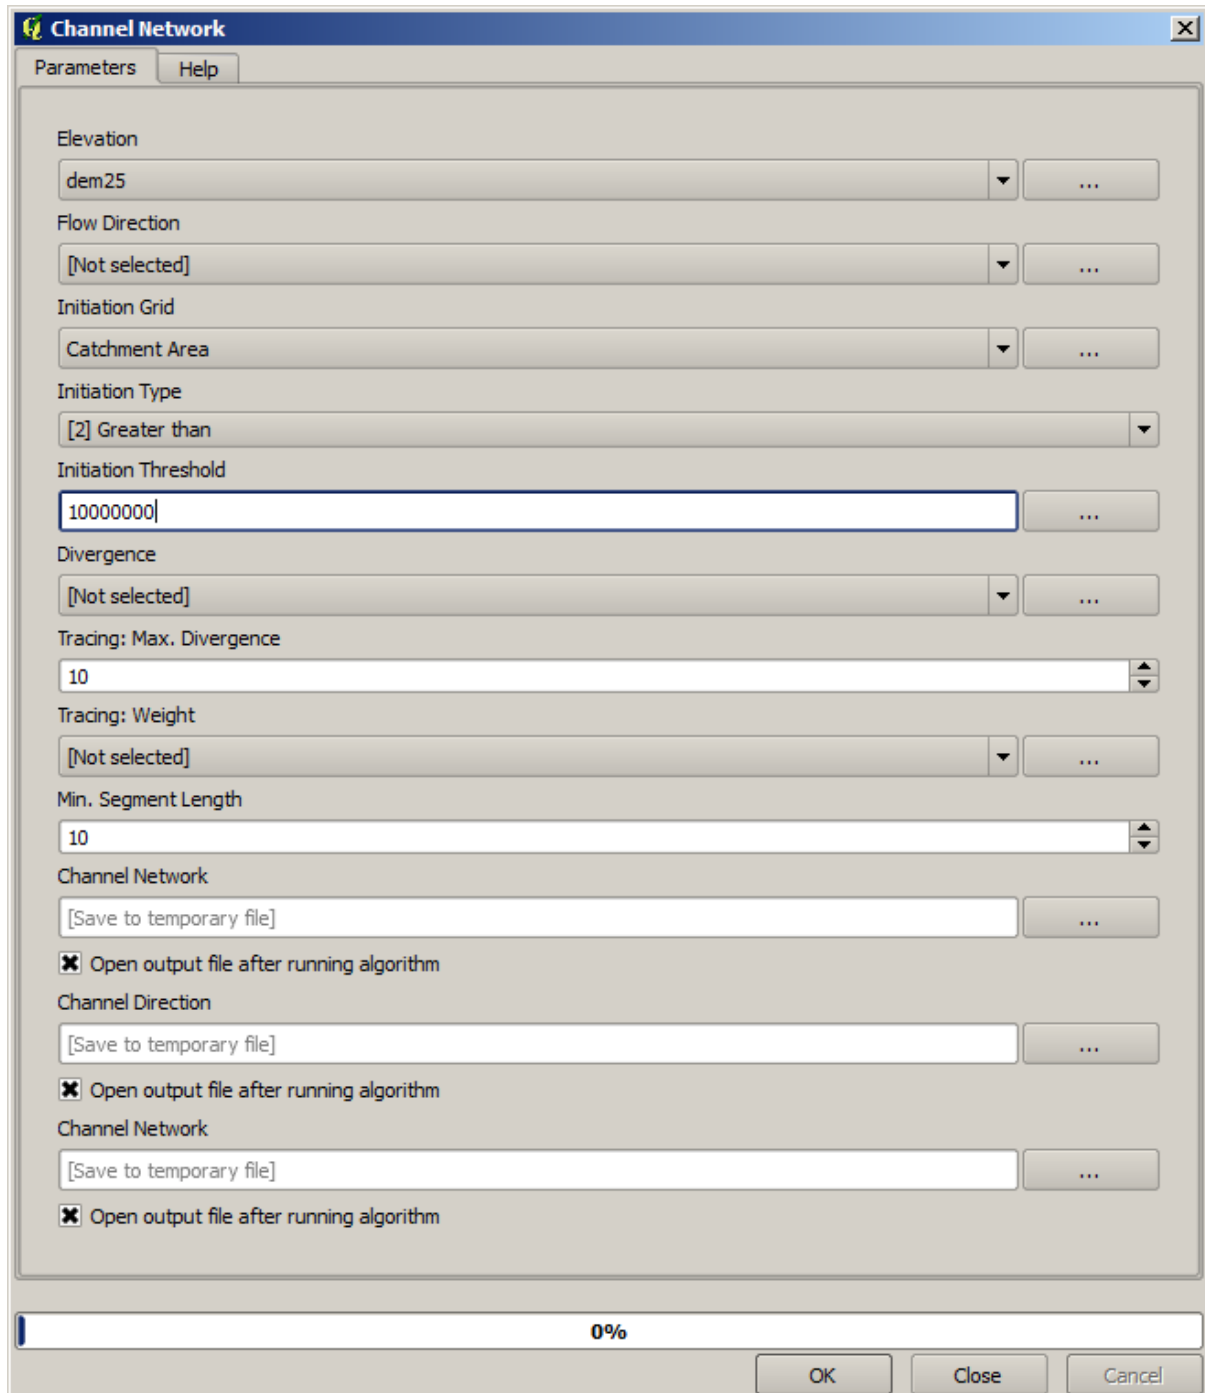 Channel Network
Parameters Help
Elevation
dem25 ...
Flow Direction
[Not selected] ...
Initiation Grid
Catchment Area ...
Initiation Type
[2] Greater than
Initiation Threshold
10000000 ...
Divergence
[Not selected] ...
Tracing: Max. Divergence
10
Tracing: Weight
[Not selected] ...
Min. Segment Length
10
Channel Network
[Save to temporary file] ...
Open output file after running algorithm
Channel Direction
[Save to temporary file] ...
Open output file after running algorithm
Channel Network
[Save to temporary file] ...
Open output file after running algorithm
0%
OK Close Cancel